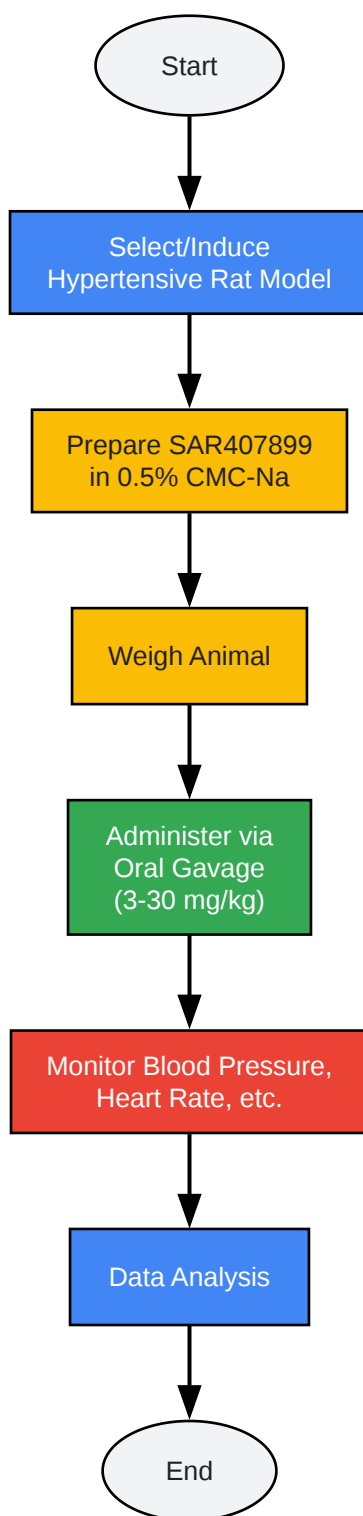 Start
Select/Induce
Hypertensive Rat Model
Prepare SAR407899
in 0.5% CMC-Na
Weigh Animal
Administer via
Oral Gavage
(3-30 mg/kg)
Monitor Blood Pressure,
Heart Rate, etc.
Data Analysis
End